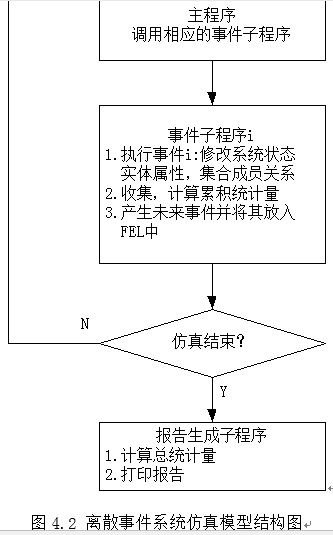 主程序
调用相应的事件子程序
事件子程序i
1.执行事件i:修改系统状态
实体属性，集合成员关系
2.收集，计算累积统计量
3.产生未来事件并将其放入
FEL中
N
仿真结束?
Y
报告生成子程序
1.计算总统计量
2.打印报告
图 4.2 离散事件系统仿真模型结构图